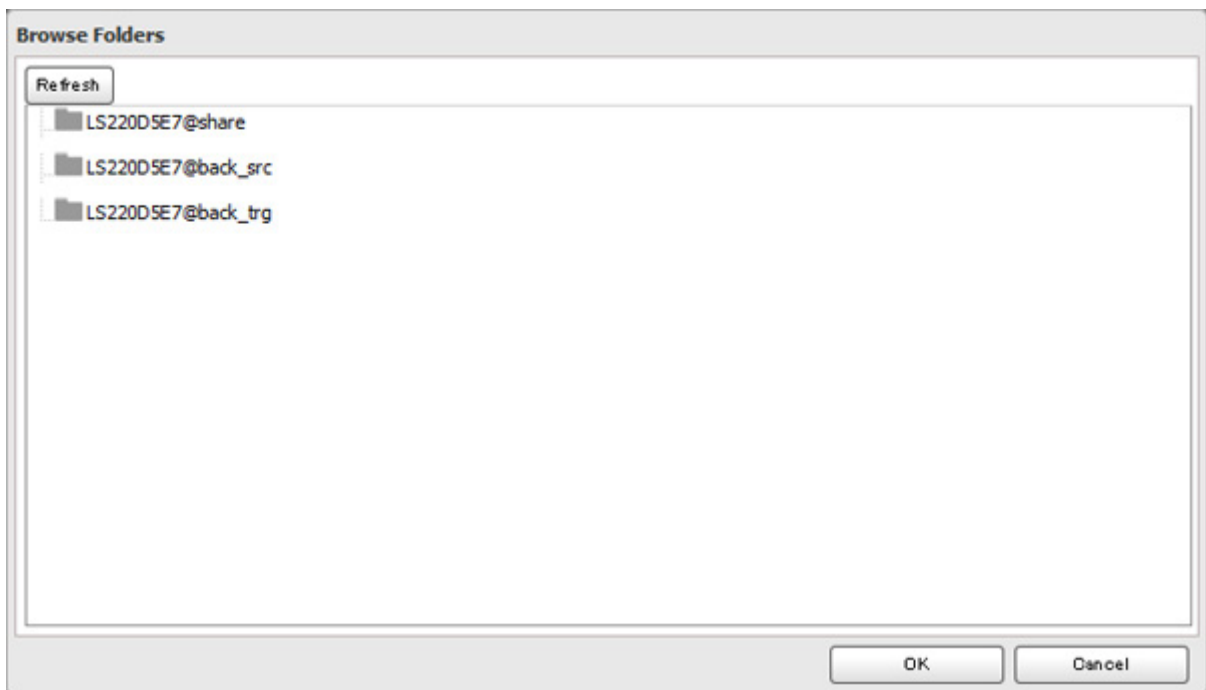 Browse Folders
Refresh
LS220D5E7@share
LS220D5E7@back_src
LS220D5E7@back_trg
OK
Cancel